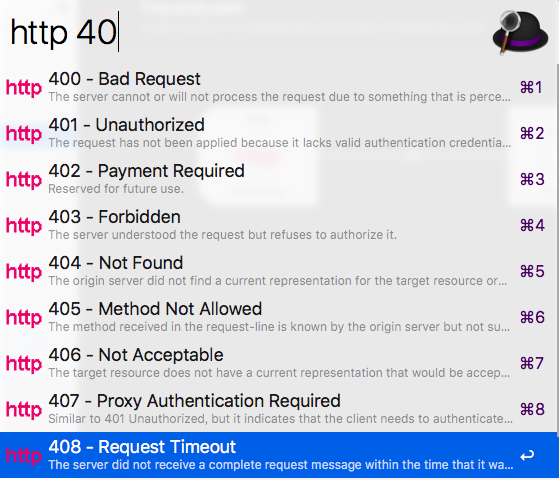 http 40
http 400 - Bad Request ⌘1
The server cannot or will not process the request due to something that is perce...
http 401 - Unauthorized ⌘2
The request has not been applied because it lacks valid authentication credentia...
http 402 - Payment Required ⌘3
Reserved for future use.
http 403 - Forbidden ⌘4
The server understood the request but refuses to authorize it.
http 404 - Not Found ⌘5
The origin server did not find a current representation for the target resource or...
http 405 - Method Not Allowed ⌘6
The method received in the request-line is known by the origin server but not su...
http 406 - Not Acceptable ⌘7
The target resource does not have a current representation that would be accep...
http 407 - Proxy Authentication Required ⌘8
Similar to 401 Unauthorized, but it indicates that the client needs to authenticate...
http 408 - Request Timeout ↩
The server did not receive a complete request message within the time that it wa...